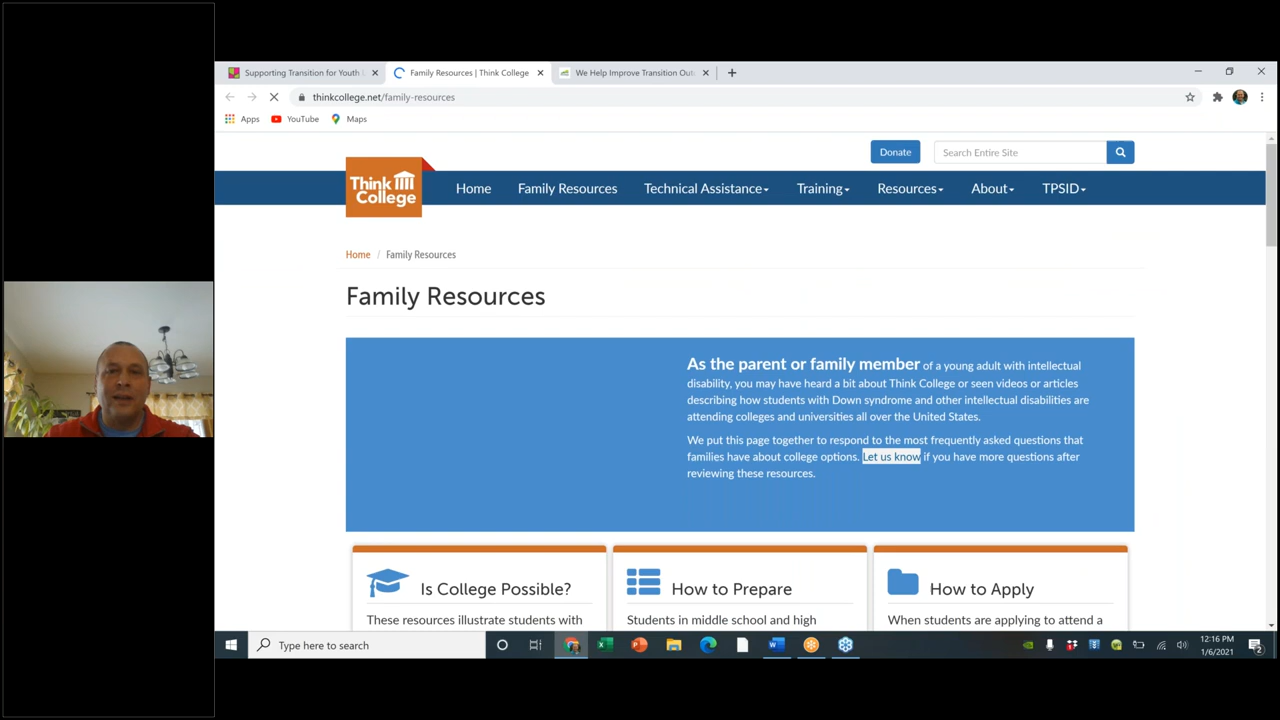 Supporting Transition for Youth
Family Resources | Think College
We Help Improve Transition Out
thinkcollege.net/family-resources
Apps
YouTube
Maps
Donate
Search Entire Site
Think
College
Home
Family Resources
Technical Assistance
Training
Resources
About
TPSID
Home / Family Resources
Family Resources
As the parent or family member of a young adult with intellectual
disability, you may have heard a bit about Think College or seen videos or articles
describing how students with Down syndrome and other intellectual disabilities are
attending colleges and universities all over the United States.
We put this page together to respond to the most frequently asked questions that
families have about college options. Let us know if you have more questions after
reviewing these resources.
Is College Possible?
These resources illustrate students with
How to Prepare
Students in middle school and high
How to Apply
When students are applying to attend a
Type here to search
12:16 PM
1/6/2021
2